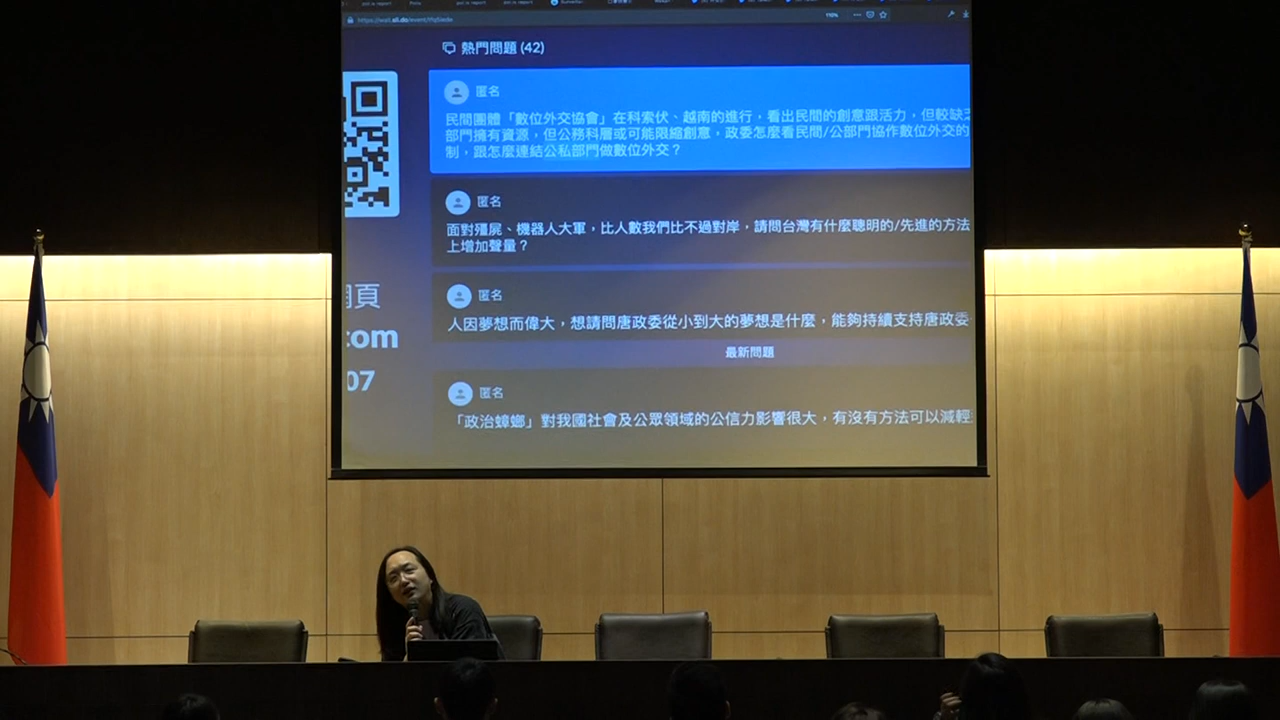 https://wall.sli.do/event/
110%
熱門問題 (42)
匿名
民間團體「數位外交協會」在科索伏、越南的進行，看出民間的創意跟活力，但較缺
部門擁有資源，但公務科層或可能限縮創意，政委怎麼看民間/公部門協作數位外交的
制，跟怎麼連結公私部門做數位外交？
匿名
面對殭屍、機器人大軍，比人數我們比不過對岸，請問台灣有什麼聰明的/先進的方法
上增加聲量？
匿名
人因夢想而偉大，想請問唐政委從小到大的夢想是什麼，能夠持續支持唐政委
最新問題
匿名
「政治蟑螂」對我國社會及公眾領域的公信力影響很大，有沒有方法可以減輕
頁
com
07